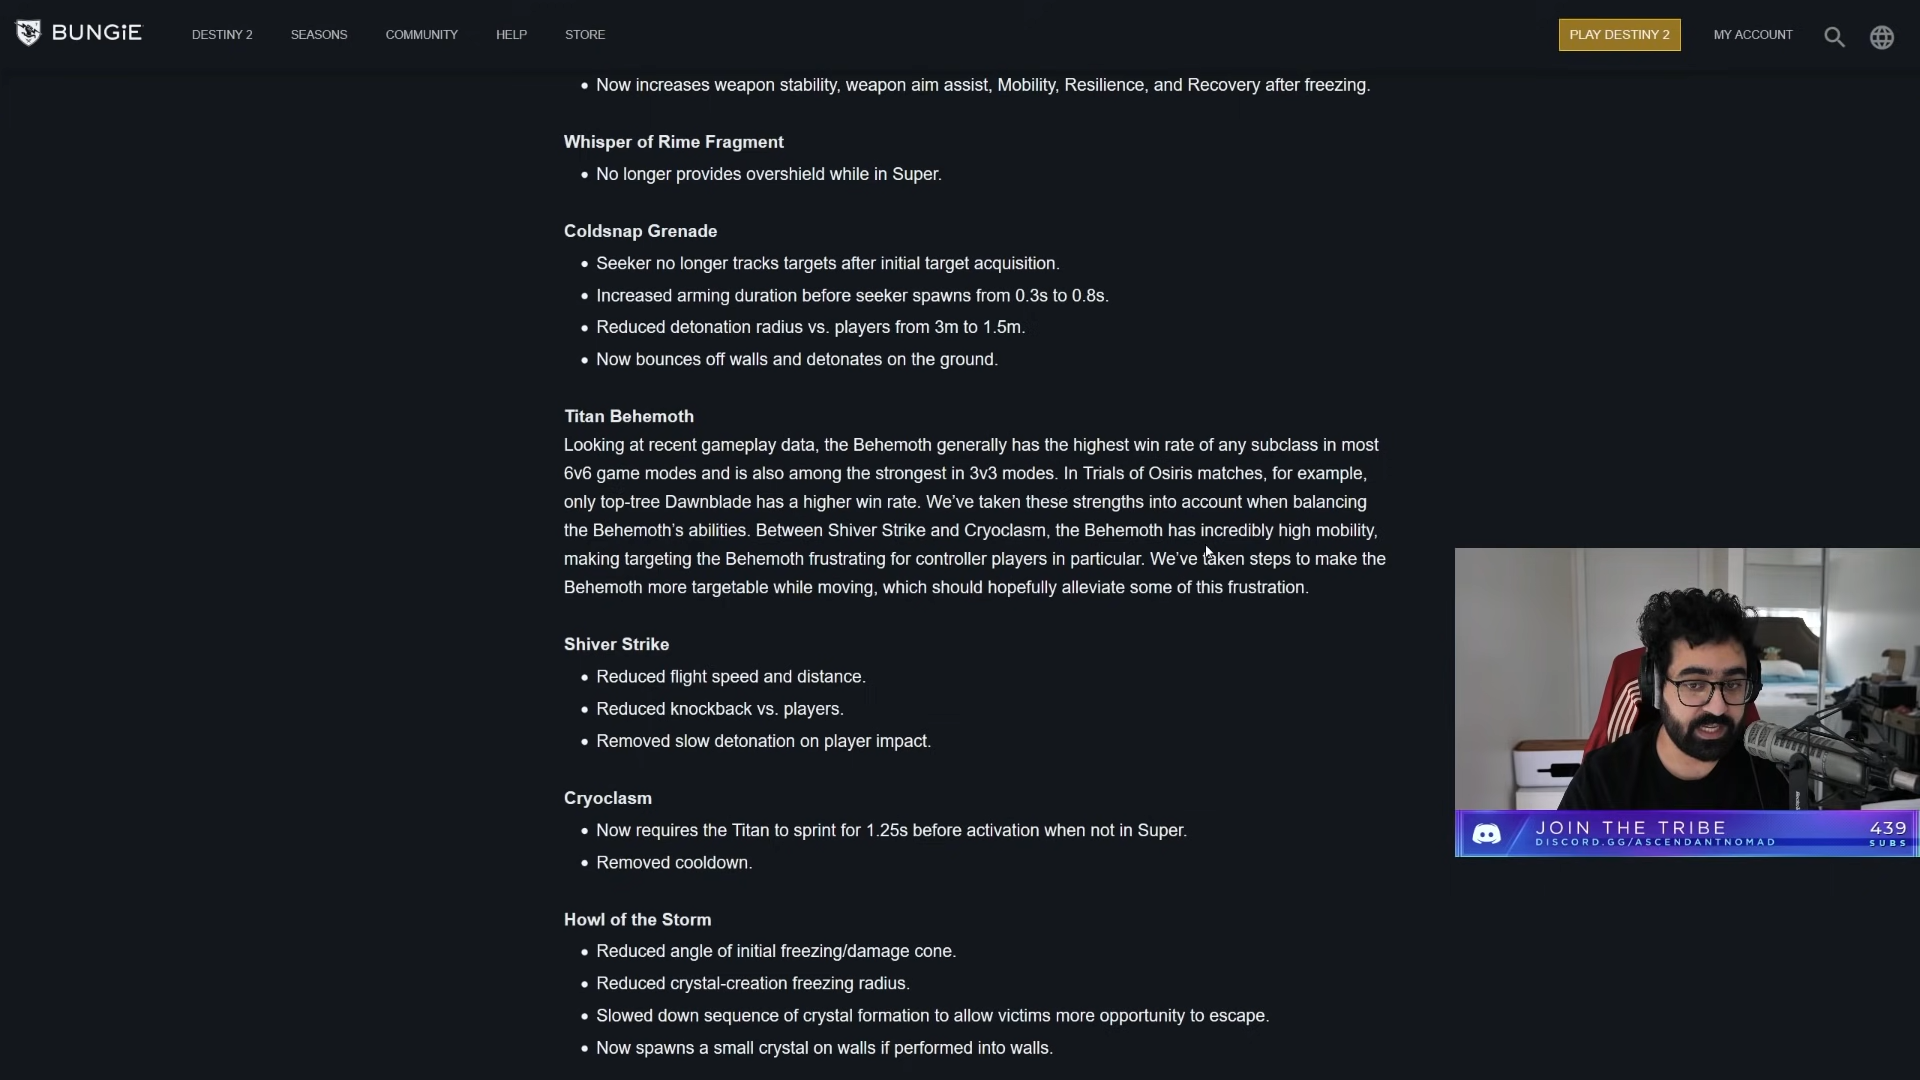 BUNGiE
DESTINY 2
SEASONS
COMMUNITY
HELP
STORE
PLAY DESTINY 2
MY ACCOUNT
• Now increases weapon stability, weapon aim assist, Mobility, Resilience, and Recovery after freezing.
Whisper of Rime Fragment
• No longer provides overshield while in Super.
Coldsnap Grenade
• Seeker no longer tracks targets after initial target acquisition.
• Increased arming duration before seeker spawns from 0.3s to 0.8s.
• Reduced detonation radius vs. players from 3m to 1.5m.
• Now bounces off walls and detonates on the ground.
Titan Behemoth
Looking at recent gameplay data, the Behemoth generally has the highest win rate of any subclass in most
6v6 game modes and is also among the strongest in 3v3 modes. In Trials of Osiris matches, for example,
only top-tree Dawnblade has a higher win rate. We’ve taken these strengths into account when balancing
the Behemoth’s abilities. Between Shiver Strike and Cryoclasm, the Behemoth has incredibly high mobility,
making targeting the Behemoth frustrating for controller players in particular. We’ve taken steps to make the
Behemoth more targetable while moving, which should hopefully alleviate some of this frustration.
Shiver Strike
• Reduced flight speed and distance.
• Reduced knockback vs. players.
• Removed slow detonation on player impact.
Cryoclasm
• Now requires the Titan to sprint for 1.25s before activation when not in Super.
• Removed cooldown.
Howl of the Storm
• Reduced angle of initial freezing/damage cone.
• Reduced crystal-creation freezing radius.
• Slowed down sequence of crystal formation to allow victims more opportunity to escape.
• Now spawns a small crystal on walls if performed into walls.
JOIN THE TRIBE
DISCORD.GG/ASCENDANTNOMAD
439
SUBS